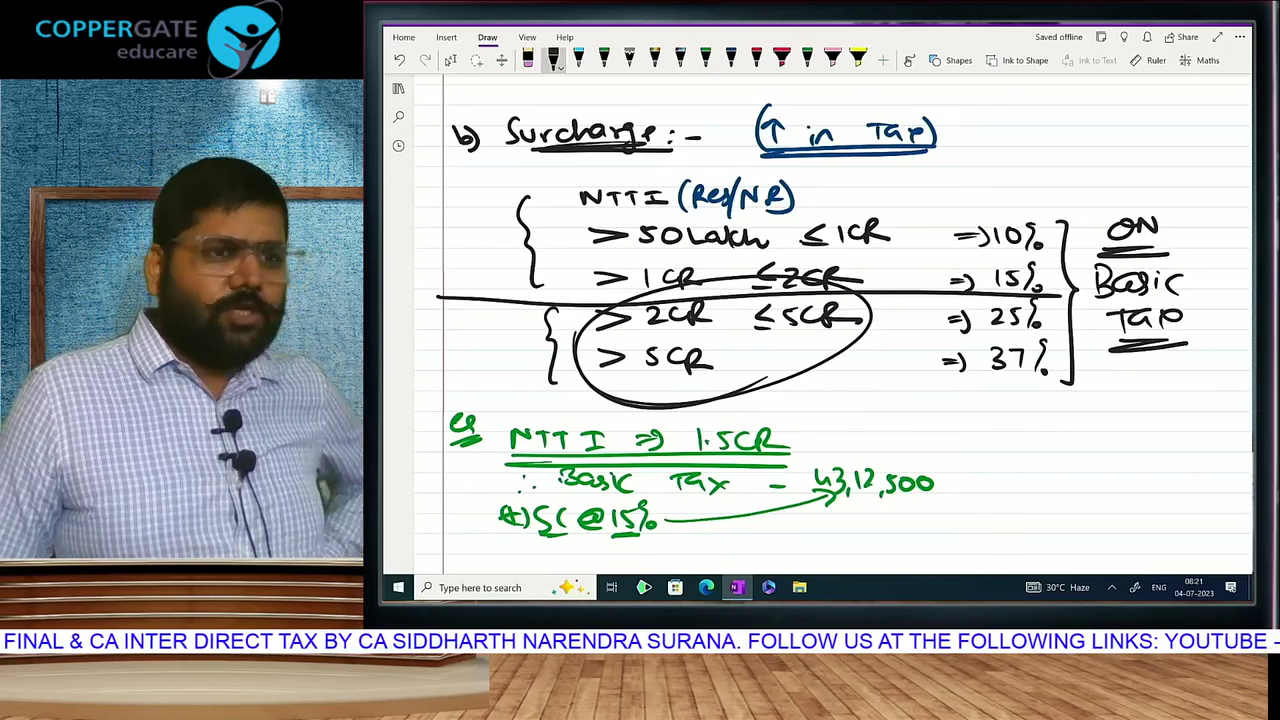 COPPERGATE
educare
Home Insert Draw View Help
Saved offline Share
Shapes Ink to Shape Ink to Text Ruler Maths
b) Surcharge:- (↑ in Tax)
NTTI (Res/NR)
> 50 Lakh ≤ 1CR => 10%
> 1CR ≤ 2CR => 15%
> 2CR ≤ 5CR => 25%
> 5CR => 37%
ON
Basic
Tax
eg
NTTI => 1.5CR
∴ Basic Tax - 43,12,500
(+) SC @ 15%
Type here to search
30°C Haze
ENG
08:21
04-07-2023
FINAL & CA INTER DIRECT TAX BY CA SIDDHARTH NARENDRA SURANA. FOLLOW US AT THE FOLLOWING LINKS: YOUTUBE -